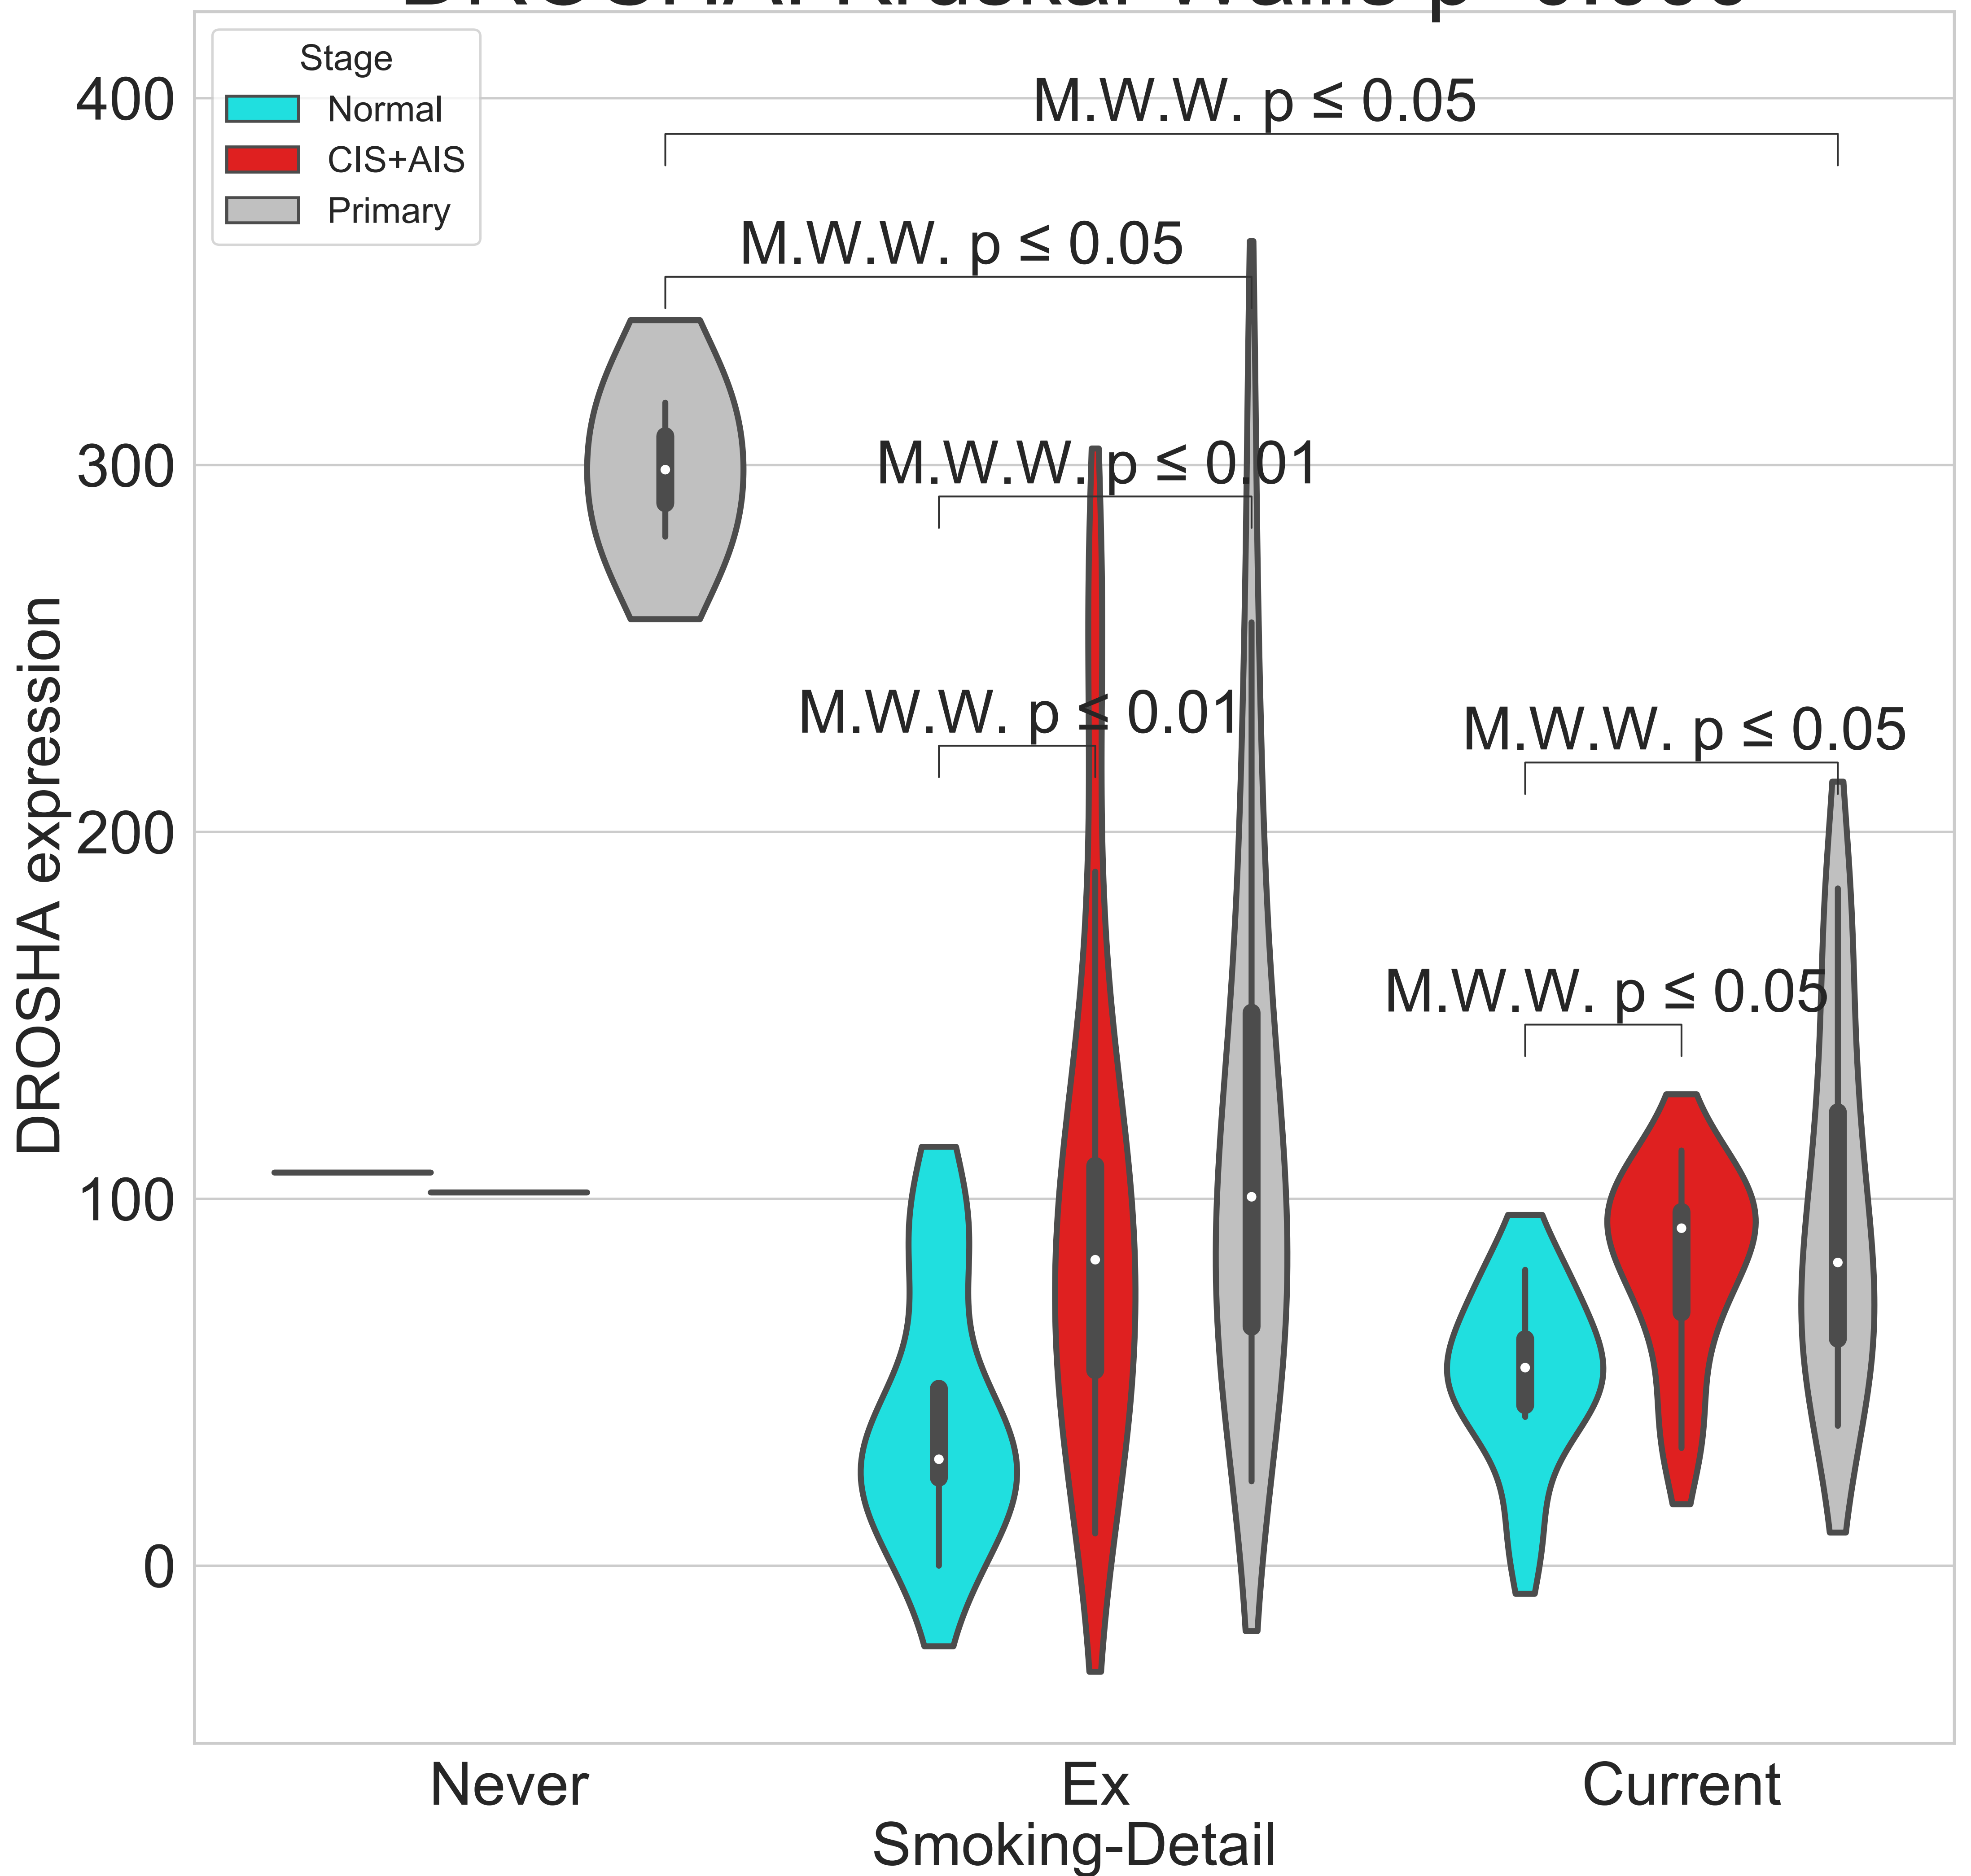 Stage
Normal
CIS+AIS
Primary
400
300
200
100
0
DROSHA expression
M.W.W. p ≤ 0.05
M.W.W. p ≤ 0.05
M.W.W. p ≤ 0.01
M.W.W. p ≤ 0.01
M.W.W. p ≤ 0.05
M.W.W. p ≤ 0.05
Never
Ex
Current
Smoking-Detail